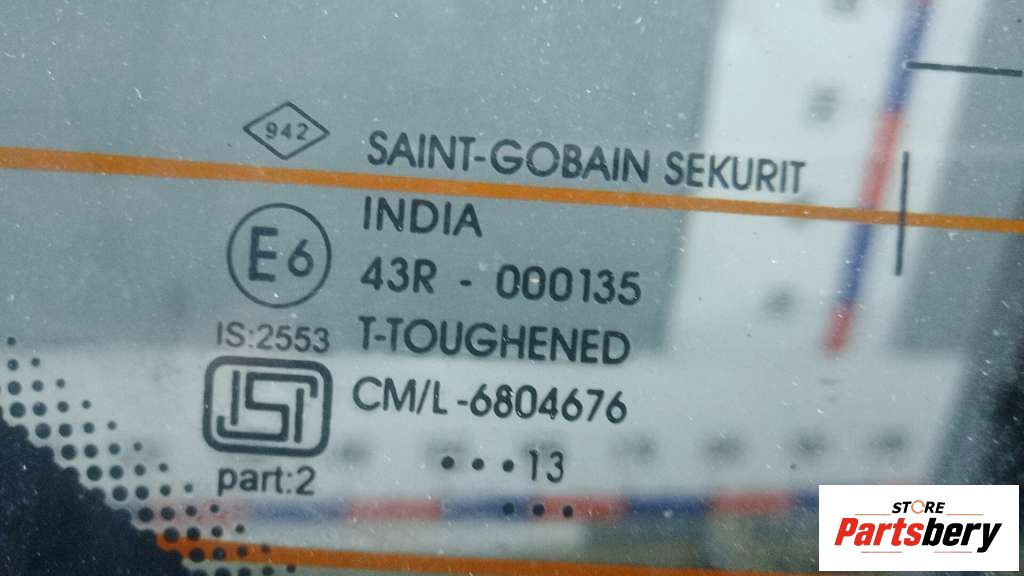 942
SAINT-GOBAIN SEKURIT
INDIA
E6
43R - 000135
IS:2553 T-TOUGHENED
ISI
CM/L -6804676
part:2
•••13
•••
STORE
Partsbery